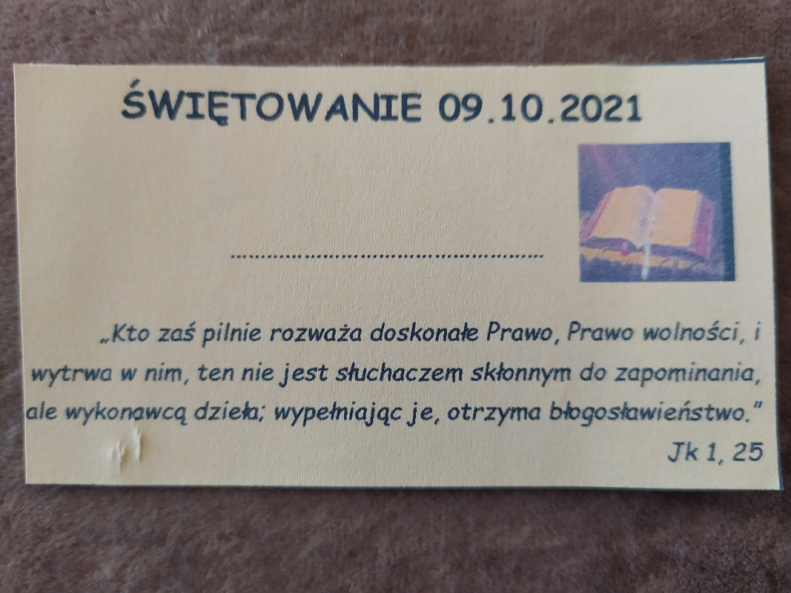 ŚWIĘTOWANIE 09.10.2021
..................................................
„Kto zaś pilnie rozważa doskonałe Prawo, Prawo wolności, i
wytrwa w nim, ten nie jest słuchaczem skłonnym do zapominania,
ale wykonawcą dzieła; wypełniając je, otrzyma błogosławieństwo.”
Jk 1, 25